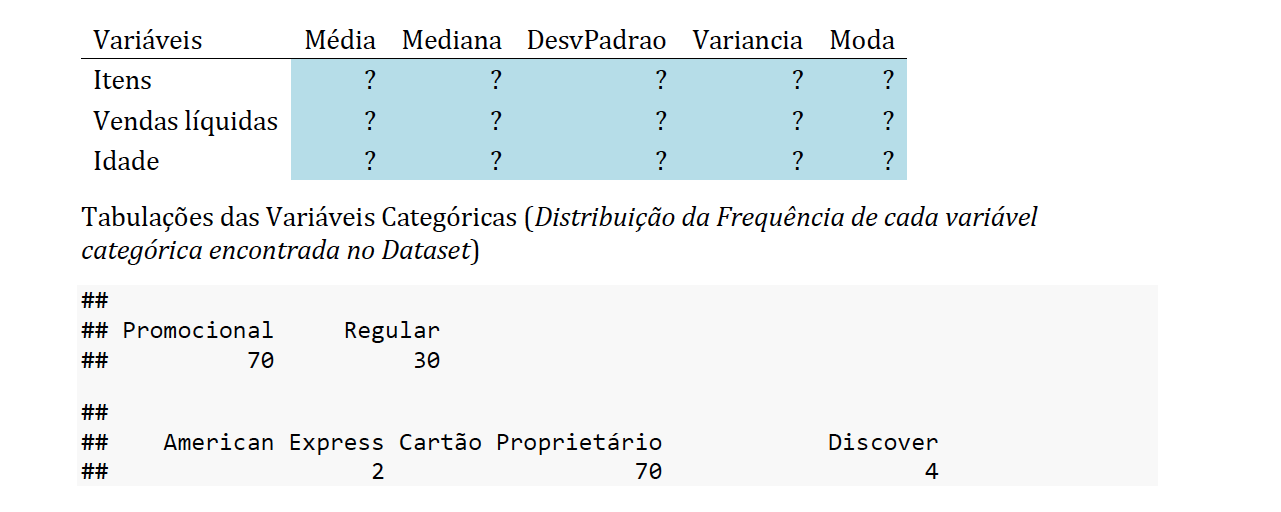 Variáveis Média Mediana DesvPadrao Variancia Moda
Itens ? ? ? ? ?
Vendas líquidas ? ? ? ? ?
Idade ? ? ? ? ?
Tabulações das Variáveis Categóricas (Distribuição da Frequência de cada variável
categórica encontrada no Dataset)
##
## Promocional Regular
## 70 30
##
## American Express Cartão Proprietário Discover
## 2 70 4